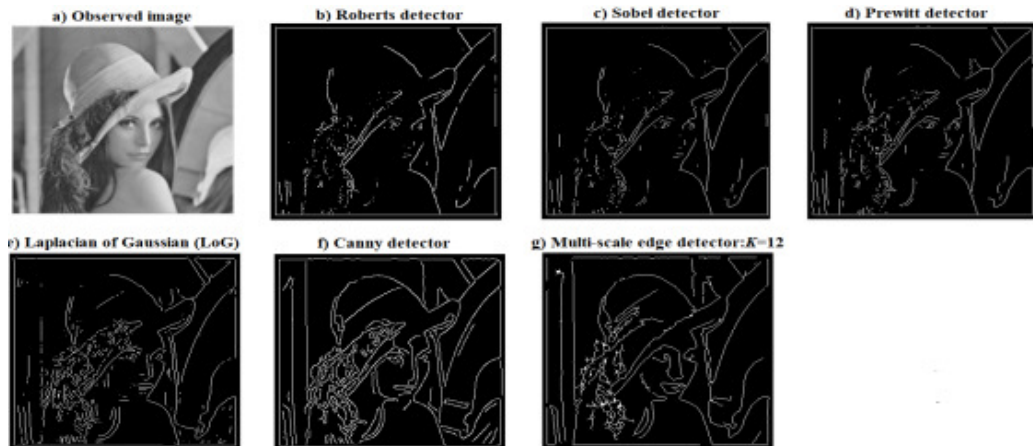 a) Observed image
b) Roberts detector
c) Sobel detector
d) Prewitt detector
e) Laplacian of Gaussian (LoG)
f) Canny detector
g) Multi-scale edge detector:K=12